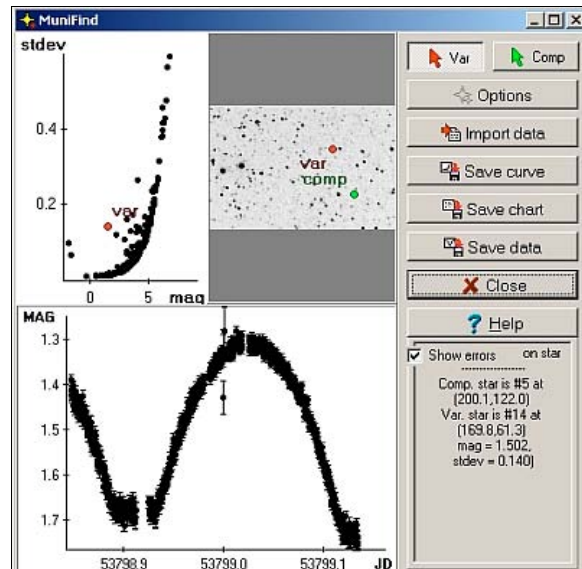 MuniFind
stdev
0.4
0.2
var
0
5
mag
var
comp
Var
Comp
Options
Import data
Save curve
Save chart
Save data
Close
Help
Show errors
on star
------------
Comp. star is #5 at
(200.1,122.0)
Var. star is #14 at
(169.8,61.3)
mag = 1.502,
stdev = 0.140)
MAG
1.3
1.4
1.5
1.6
1.7
53798.9
53799.0
53799.1
JD